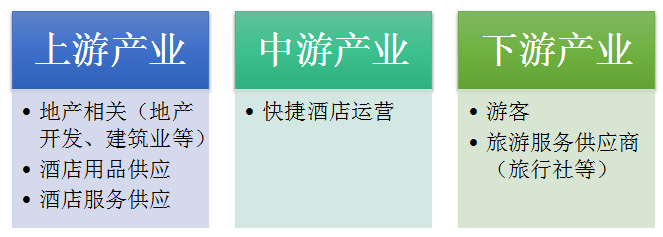 上游产业
• 地产相关（地产
开发、建筑业等）
• 酒店用品供应
• 酒店服务供应
中游产业
• 快捷酒店运营
下游产业
• 游客
• 旅游服务供应商
（旅行社等）